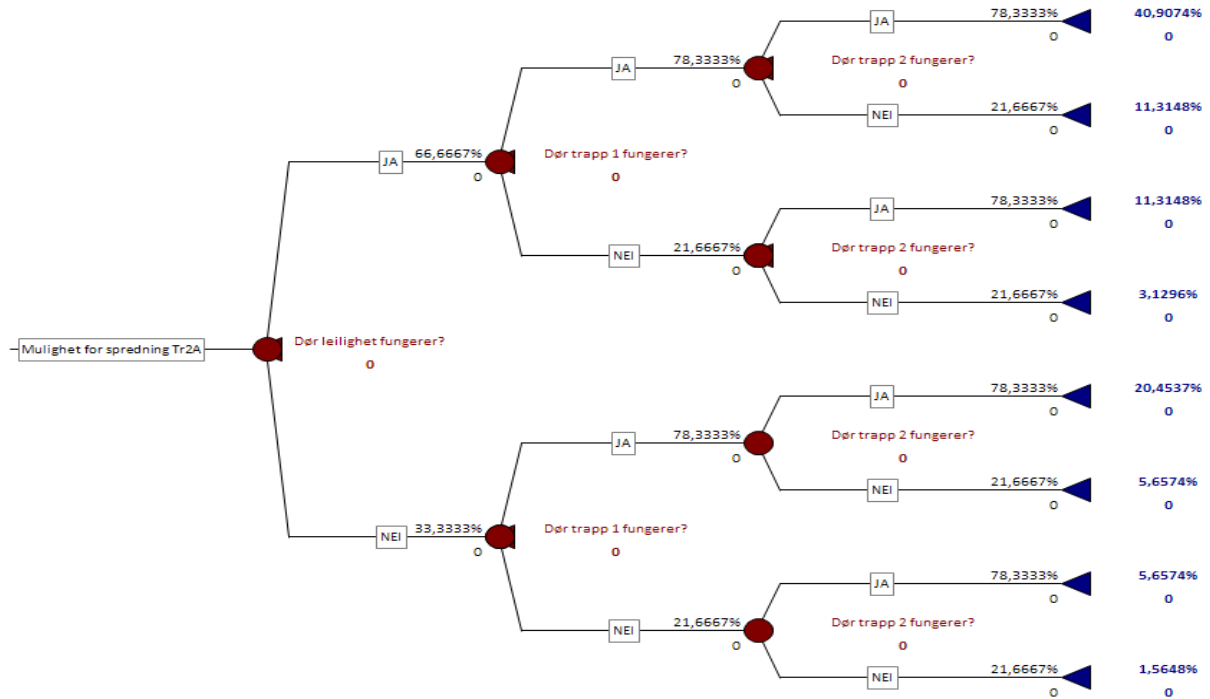 JA 78,3333% 40,9074%
0 0
JA 78,3333% Dør trapp 2 fungerer?
0 0
NEI 21,6667% 11,3148%
0 0
JA 66,6667% Dør trapp 1 fungerer?
0 0
JA 78,3333% 11,3148%
0 0
NEI 21,6667% Dør trapp 2 fungerer?
0 0
NEI 21,6667% 3,1296%
0 0
Mulighet for spredning Tr2A Dør leilighet fungerer?
0
JA 78,3333% 20,4537%
0 0
JA 78,3333% Dør trapp 2 fungerer?
0 0
NEI 21,6667% 5,6574%
0 0
NEI 33,3333% Dør trapp 1 fungerer?
0 0
JA 78,3333% 5,6574%
0 0
NEI 21,6667% Dør trapp 2 fungerer?
0 0
NEI 21,6667% 1,5648%
0 0